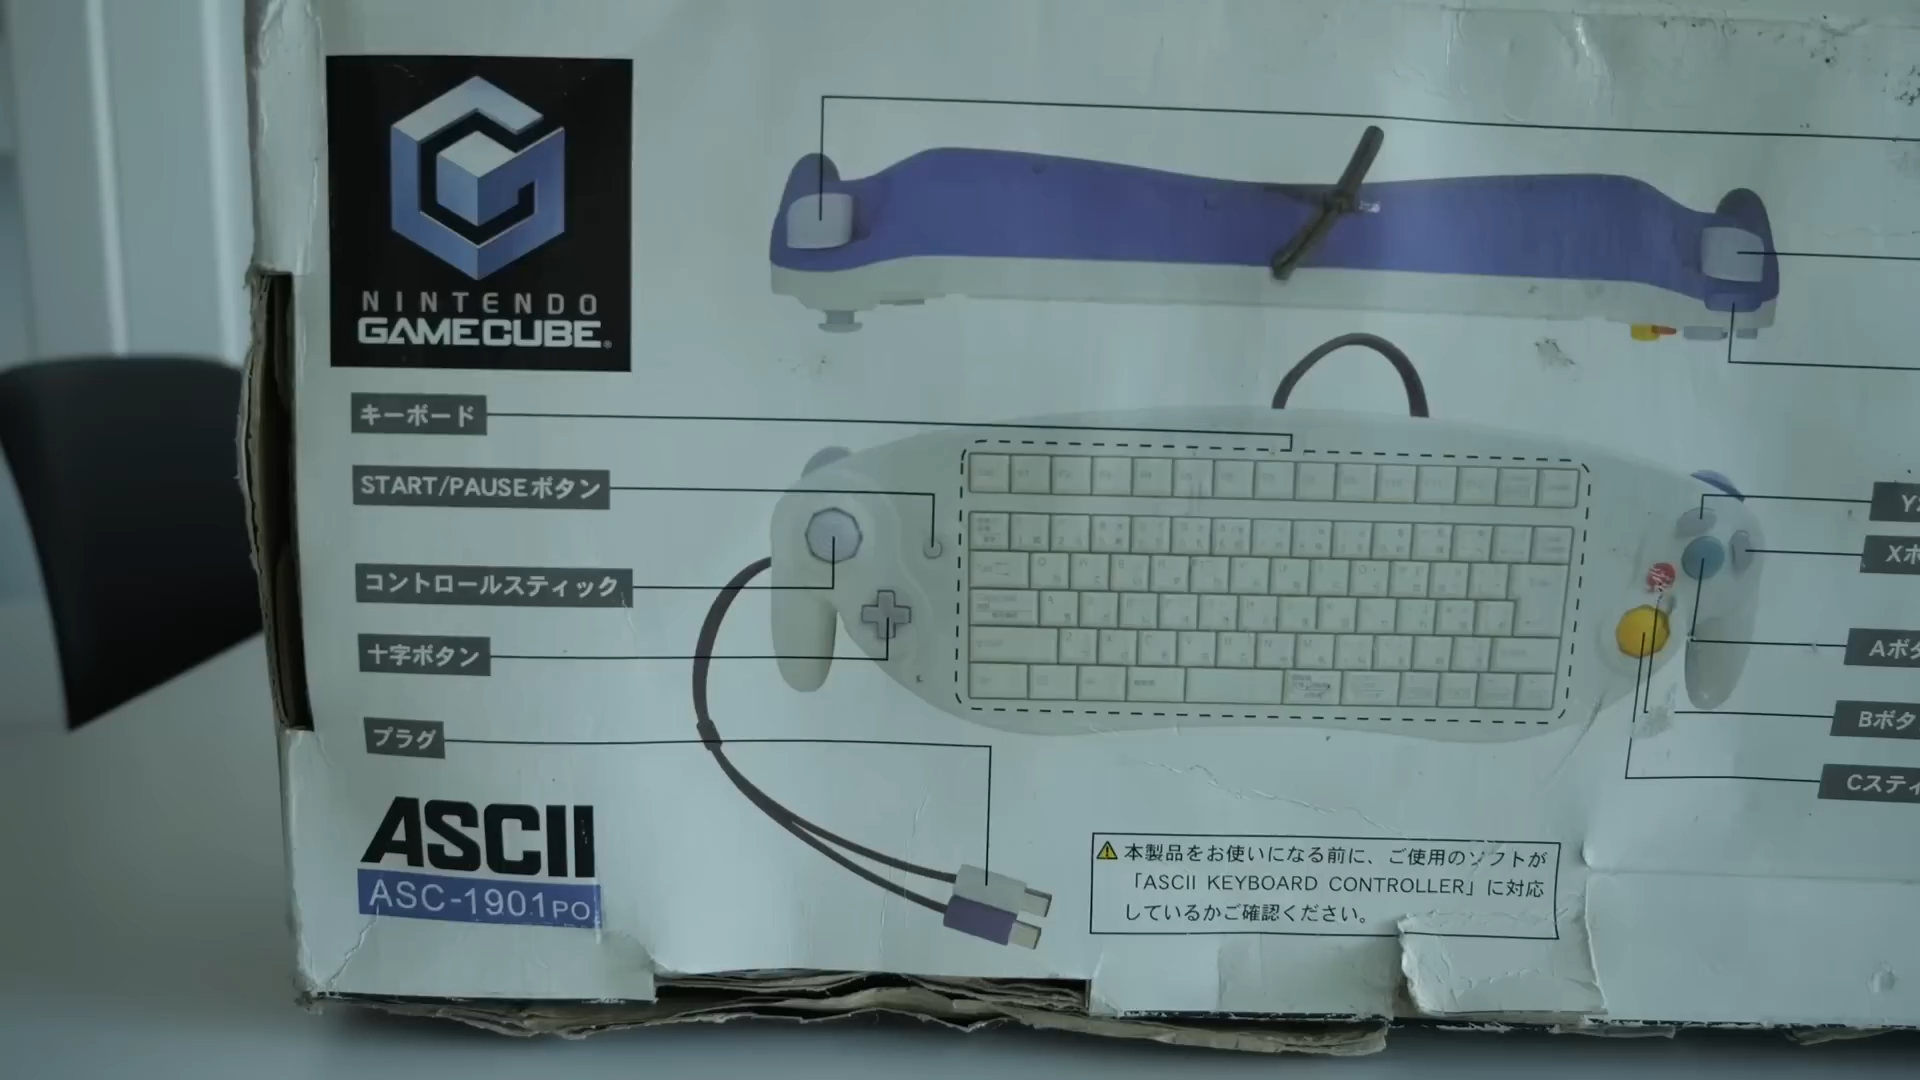 NINTENDO
GAMECUBE®
キーボード
START/PAUSEボタン
コントロールスティック
十字ボタン
プラグ
Y
Xボ
Aボタ
Bボタ
Cスティ
ASCII
ASC-1901PO
本製品をお使いになる前に、ご使用のソフトが
「ASCII KEYBOARD CONTROLLER」に対応
しているかご確認ください。